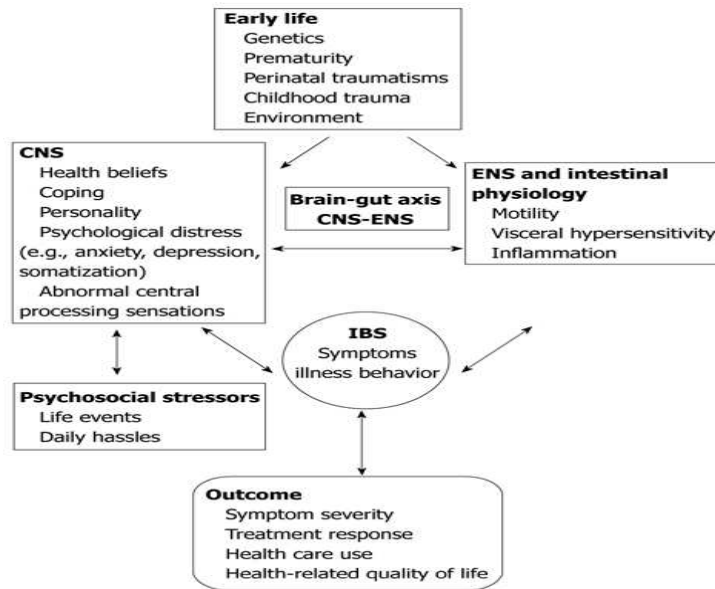 Early life
Genetics
Prematurity
Perinatal traumatisms
Childhood trauma
Environment
CNS
Health beliefs
Coping
Personality
Psychological distress
(e.g., anxiety, depression,
somatization)
Abnormal central
processing sensations
Brain-gut axis
CNS-ENS
ENS and intestinal
physiology
Motility
Visceral hypersensitivity
Inflammation
IBS
Symptoms
illness behavior
Psychosocial stressors
Life events
Daily hassles
Outcome
Symptom severity
Treatment response
Health care use
Health-related quality of life